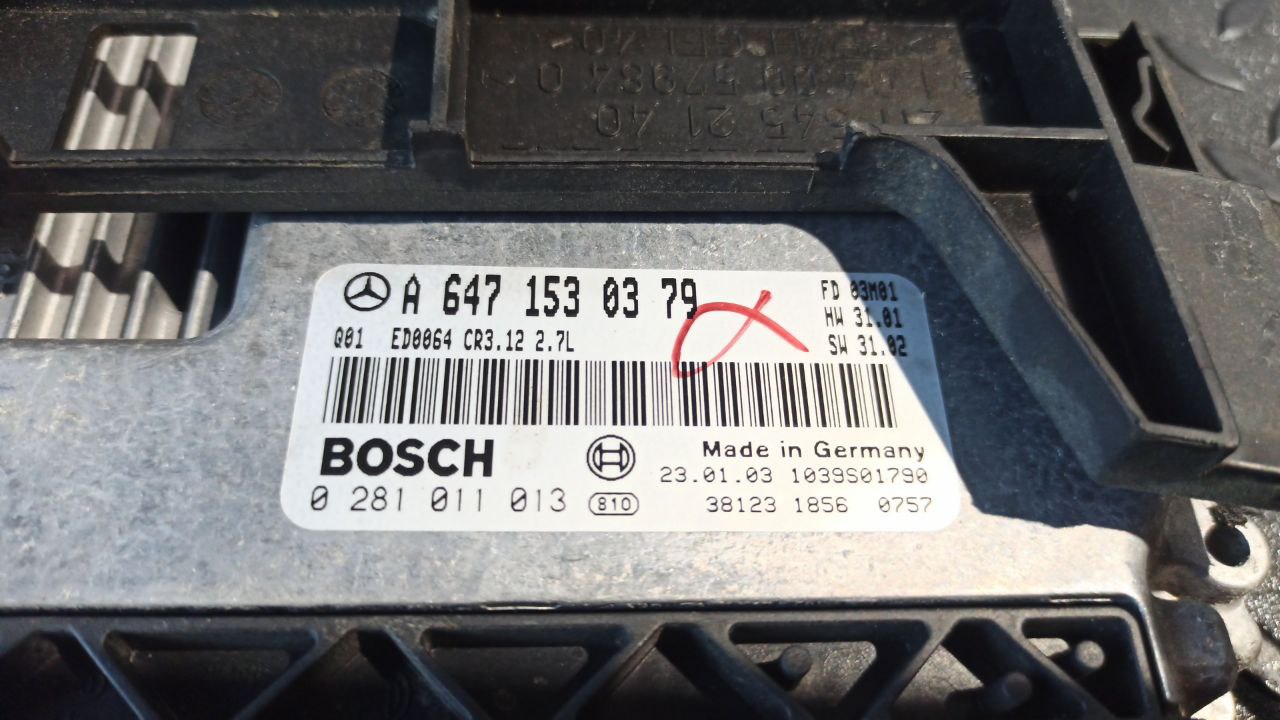 A 647 153 03 79
FD 03M01
HW 31.01
Q01 ED0064 CR3.12 2.7L
SW 31.02
BOSCH
Made in Germany
23.01.03 1039S01790
0 281 011 013 810
38123 1856 0757